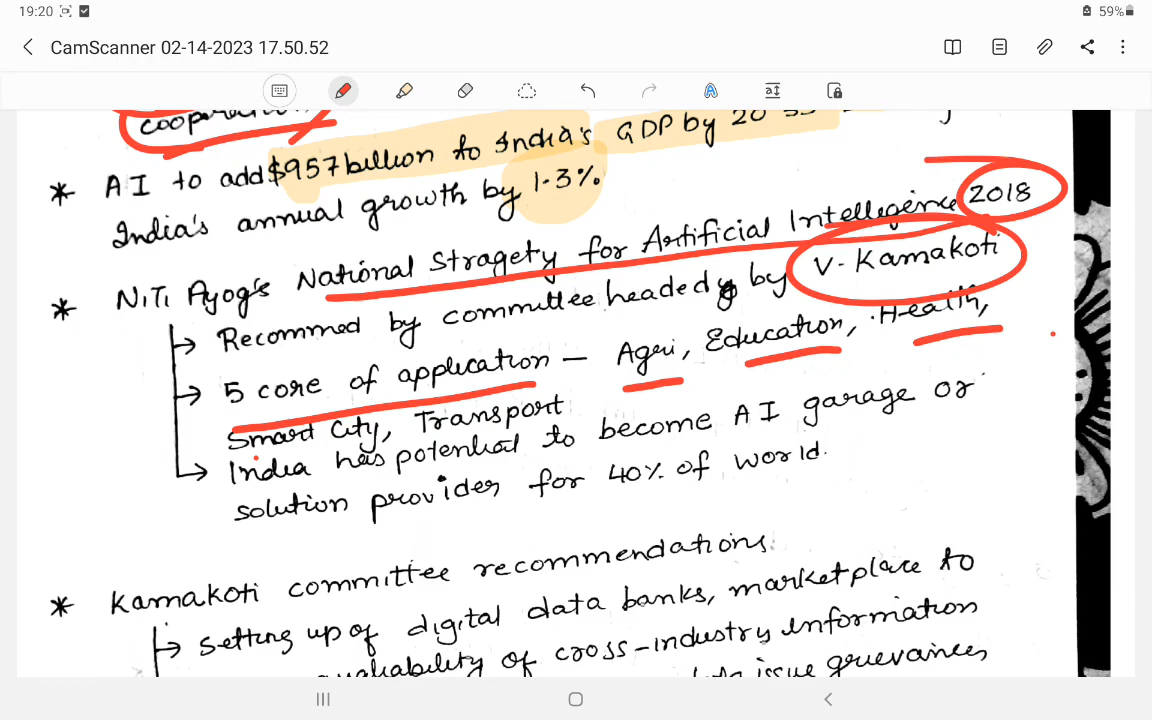 19:20
59%
CamScanner 02-14-2023 17.50.52
* AI to add $957 billion to India's GDP by 20
India's annual growth by 1.3%
* NITI Ayog's National Stragety for Artificial Intelligence 2018
↳ Recommed by committee headed by V. Kamakoti
↳ 5 core of application – Agri, Education, Health,
Smart City, Transport
↳ India has potential to become AI garage or
solution provider for 40% of world.
* Kamakoti committee recommendations.
↳ Setting up of digital data banks, marketplace to
of cross-industry information
issue grievances